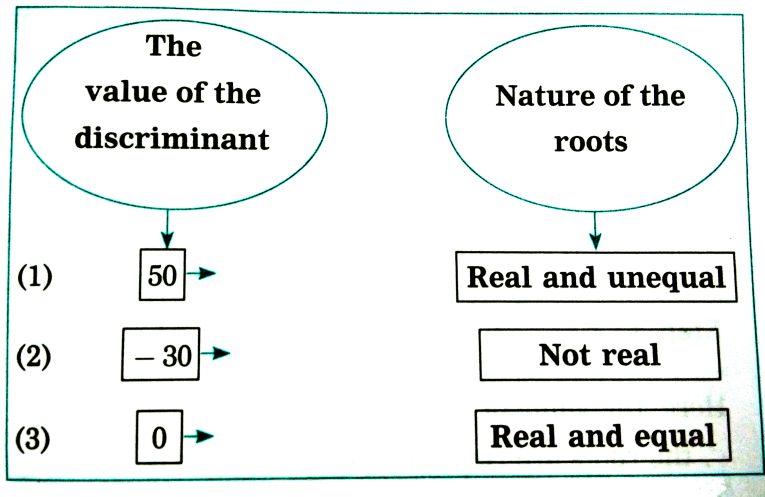 The
value of the
discriminant
Nature of the
roots
(1) 50 Real and unequal
(2) – 30 Not real
(3) 0 Real and equal